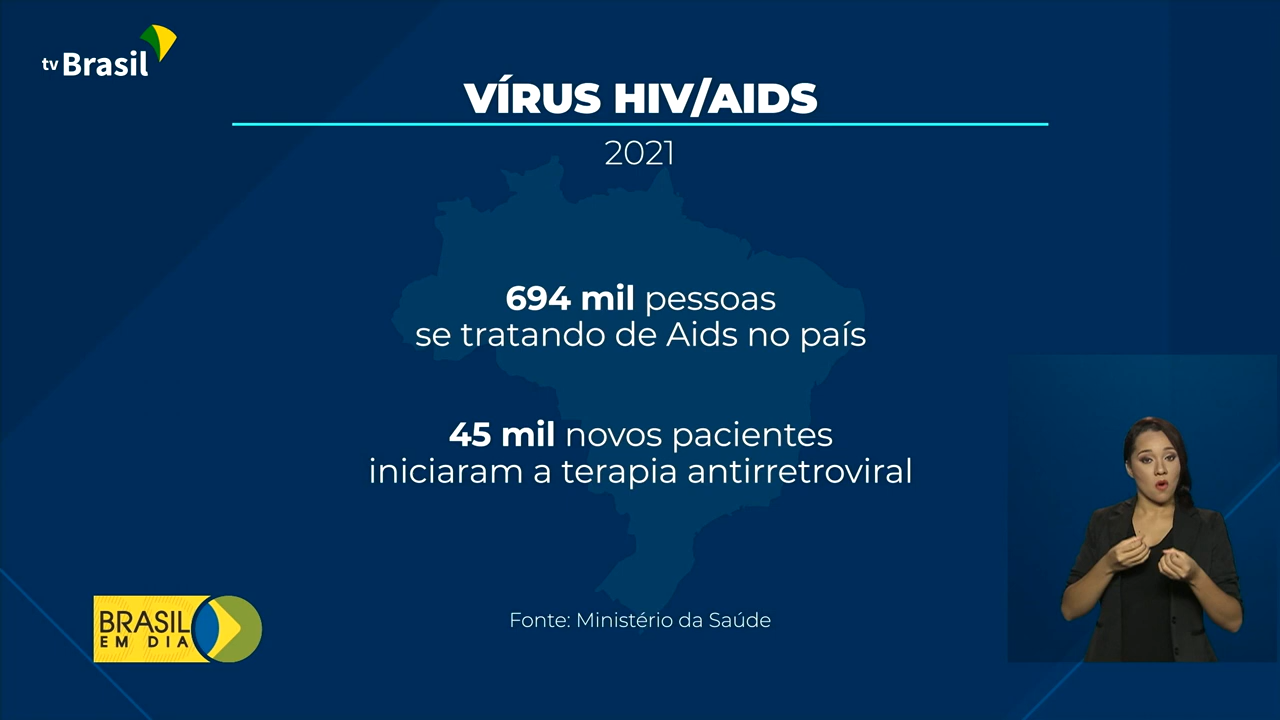 tv Brasil
VÍRUS HIV/AIDS
2021
694 mil pessoas
se tratando de Aids no país
45 mil novos pacientes
iniciaram a terapia antirretroviral
Fonte: Ministério da Saúde
BRASIL
EM DIA